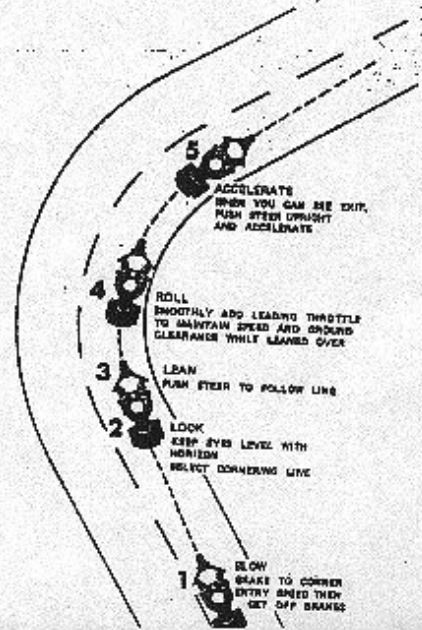 5
ACCELERATE
WHEN YOU CAN SEE EXIT,
PUSH STEER UPRIGHT
AND ACCELERATE
4
ROLL
SMOOTHLY ADD LEADING THROTTLE
TO MAINTAIN SPEED AND GROUND
CLEARANCE WHILE LEANED OVER
3
LEAN
PUSH STEER TO FOLLOW LINE
2
LOOK
KEEP EYES LEVEL WITH
HORIZON
SELECT CORNERING LINE
1
SLOW
BRAKE TO CORNER
ENTRY SPEED THEN
GET OFF BRAKES